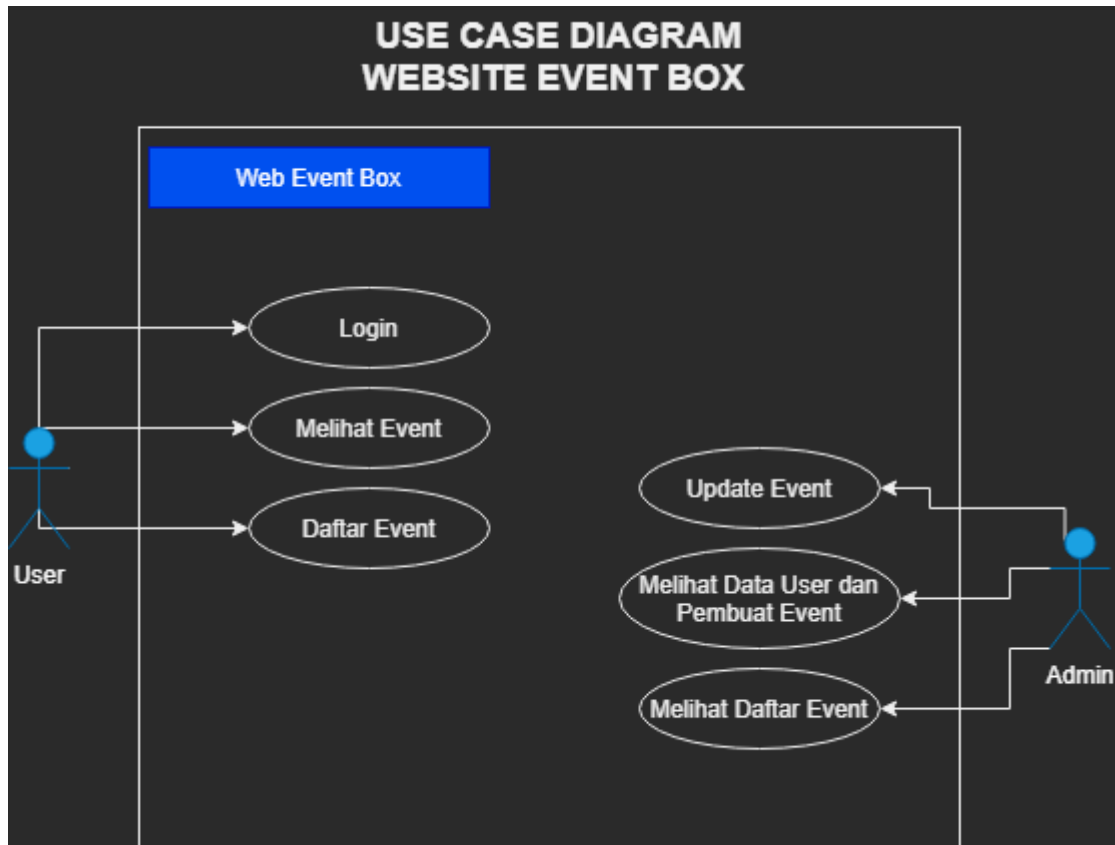 USE CASE DIAGRAM
WEBSITE EVENT BOX
Web Event Box
Login
Melihat Event
Daftar Event
User
Update Event
Melihat Data User dan
Pembuat Event
Melihat Daftar Event
Admin